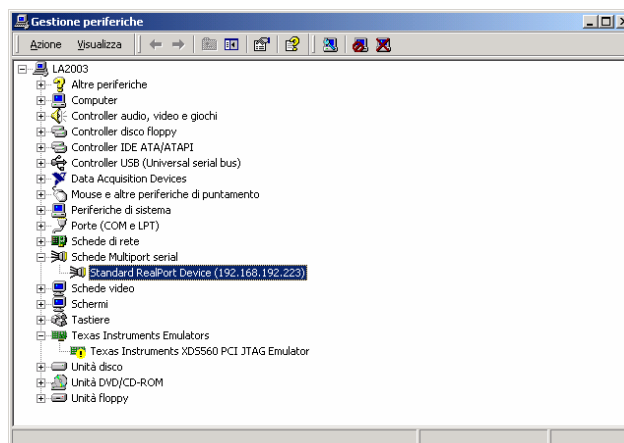 Gestione periferiche
Azione Visualizza
LA2003
Altre periferiche
Computer
Controller audio, video e giochi
Controller disco floppy
Controller IDE ATA/ATAPI
Controller USB (Universal serial bus)
Data Acquisition Devices
Mouse e altre periferiche di puntamento
Periferiche di sistema
Porte (COM e LPT)
Schede di rete
Schede Multiport serial
Standard RealPort Device (192.168.192.223)
Schede video
Schermi
Tastiere
Texas Instruments Emulators
Texas Instruments XDS560 PCI JTAG Emulator
Unità disco
Unità DVD/CD-ROM
Unità floppy